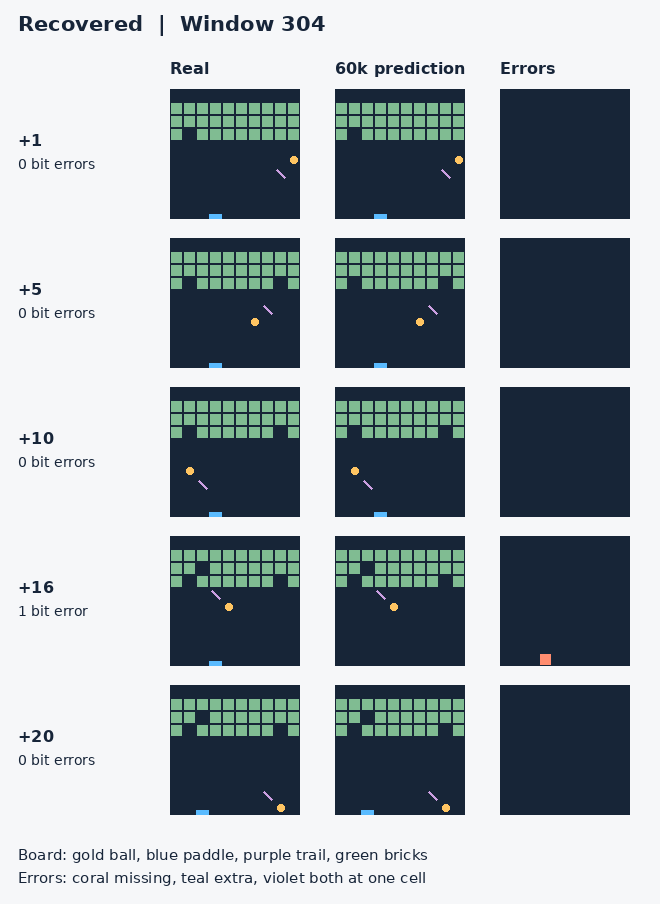 Recovered | Window 304
Real 60k prediction Errors
+1
0 bit errors
+5
0 bit errors
+10
0 bit errors
+16
1 bit error
+20
0 bit errors
Board: gold ball, blue paddle, purple trail, green bricks
Errors: coral missing, teal extra, violet both at one cell